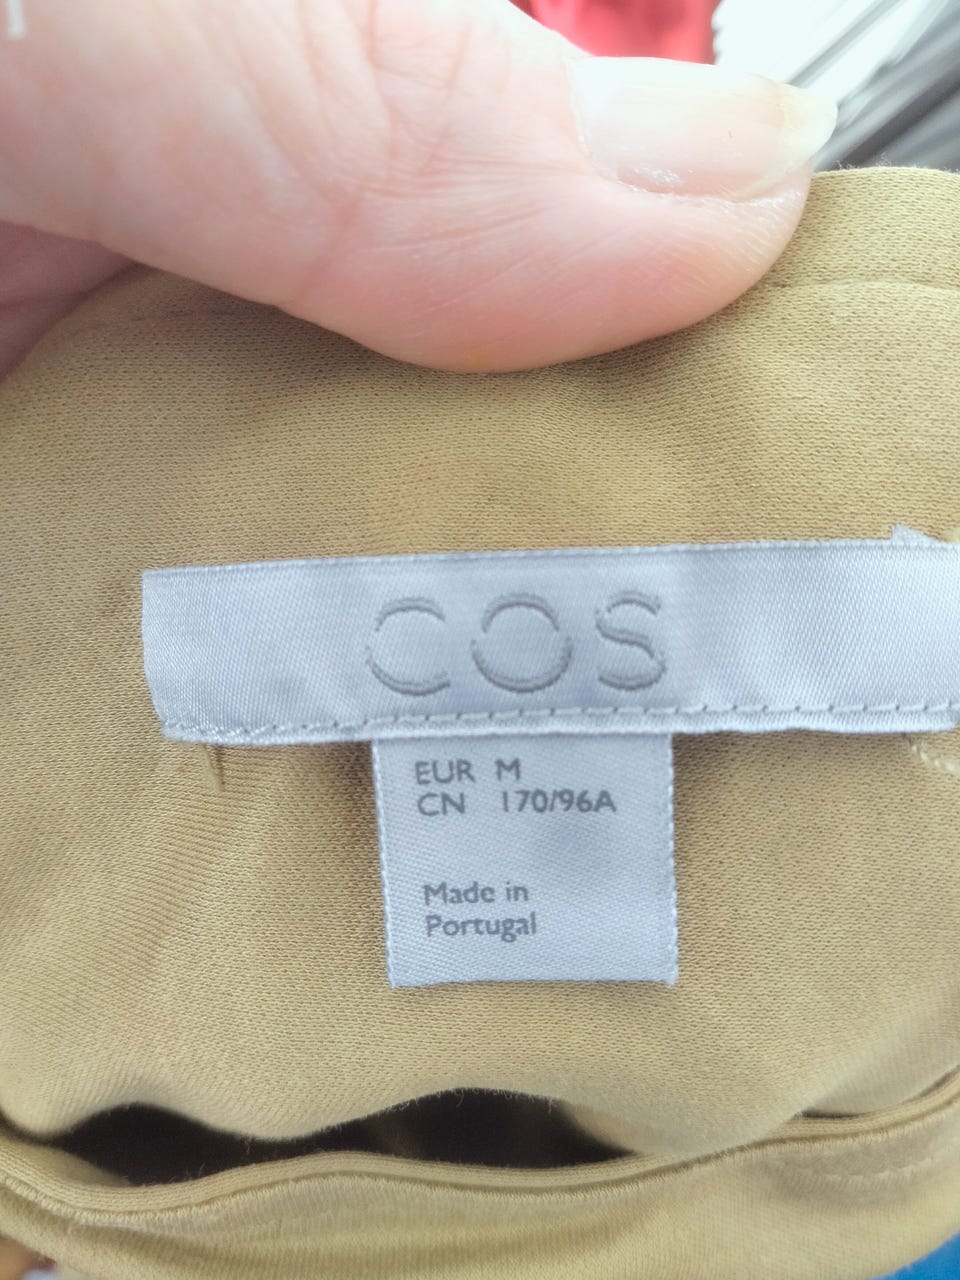 COS
EUR M
CN 170/96A
Made in
Portugal